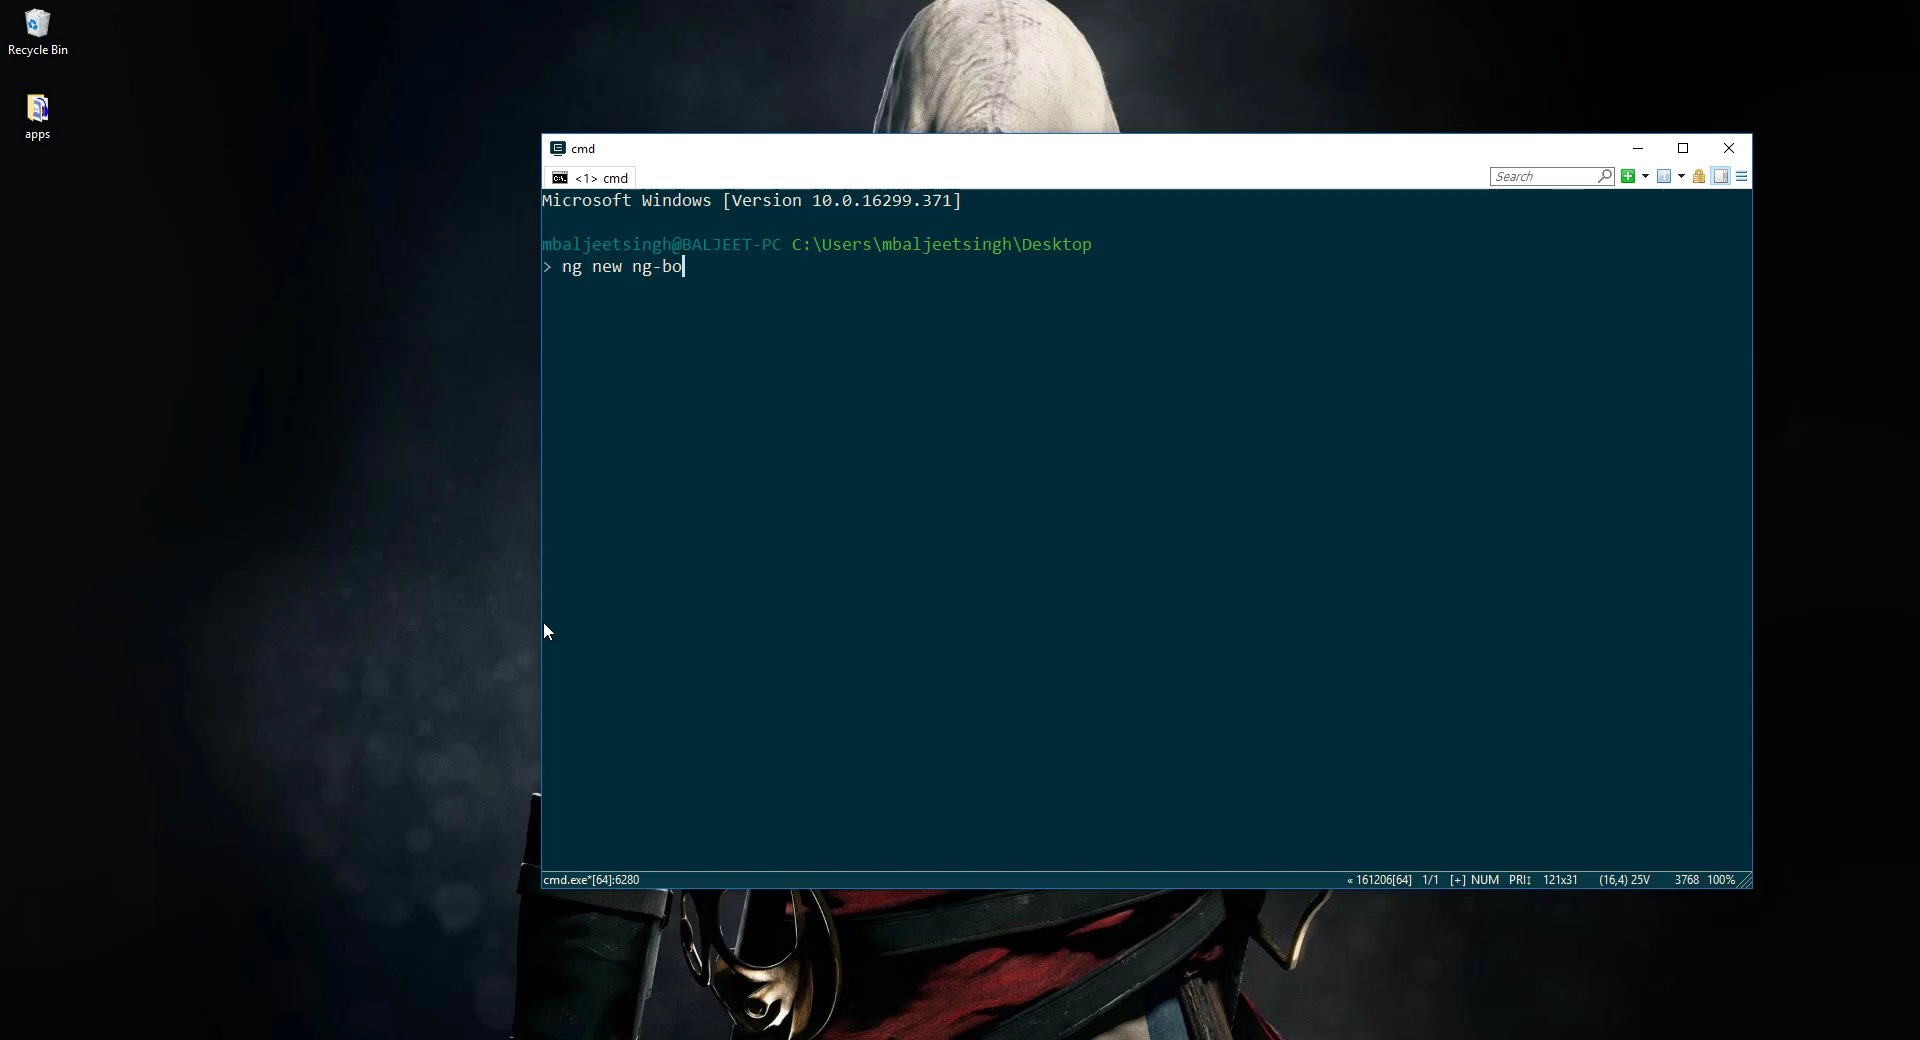 Recycle Bin
apps
cmd
<1> cmd
Search
Microsoft Windows [Version 10.0.16299.371]
mbaljeetsingh@BALJEET-PC C:\Users\mbaljeetsingh\Desktop
> ng new ng-bo
cmd.exe*[64]:6280
« 161206[64] 1/1 [+] NUM PRI↕ 121x31 (16,4) 25V 3768 100%